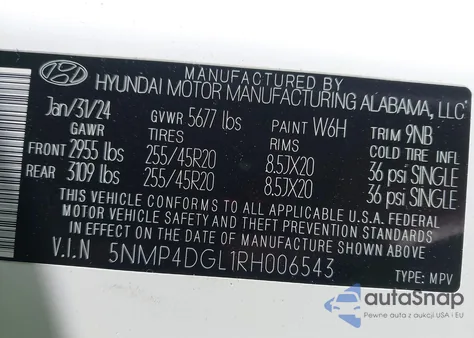 MANUFACTURED BY
HYUNDAI MOTOR MANUFACTURING ALABAMA, LLC
Jan/31/24 GVWR 5677 lbs PAINT W6H TRIM 9NB
GAWR TIRES RIMS COLD TIRE INFL
FRONT 2955 lbs 255/45R20 8.5JX20 36 psi SINGLE
REAR 3109 lbs 255/45R20 8.5JX20 36 psi SINGLE
THIS VEHICLE CONFORMS TO ALL APPLICABLE U.S.A. FEDERAL
MOTOR VEHICLE SAFETY AND THEFT PREVENTION STANDARDS
IN EFFECT ON THE DATE OF MANUFACTURE SHOWN ABOVE.
V.I.N 5NMP4DGL1RH006543 TYPE: MPV
autoSnap
Pewne auta z aukcji USA i EU